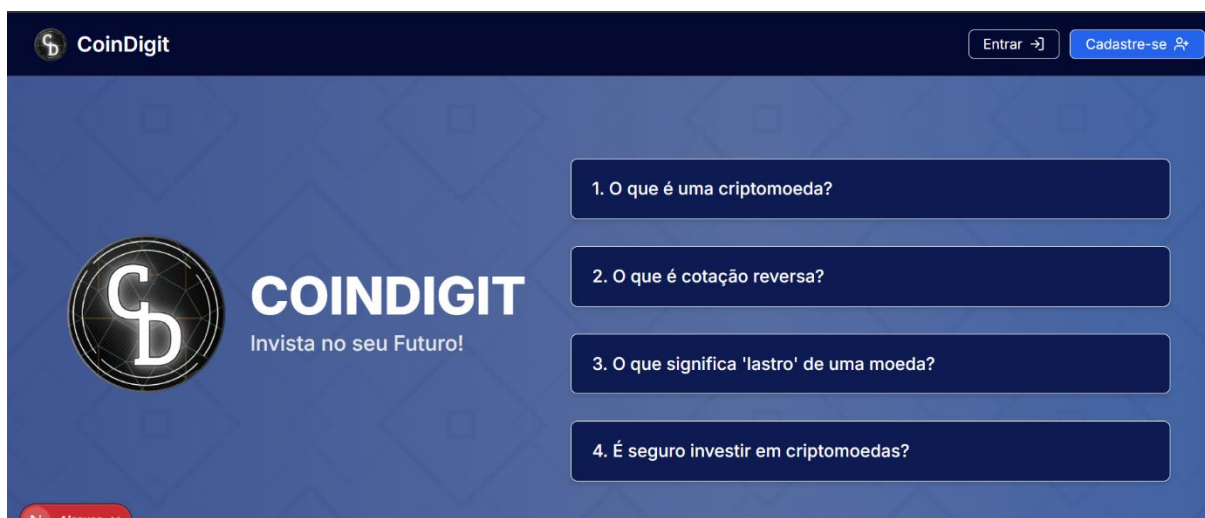 CoinDigit
Entrar
Cadastre-se
1. O que é uma criptomoeda?
2. O que é cotação reversa?
CD
COINDIGIT
Invista no seu Futuro!
3. O que significa 'lastro' de uma moeda?
4. É seguro investir em criptomoedas?